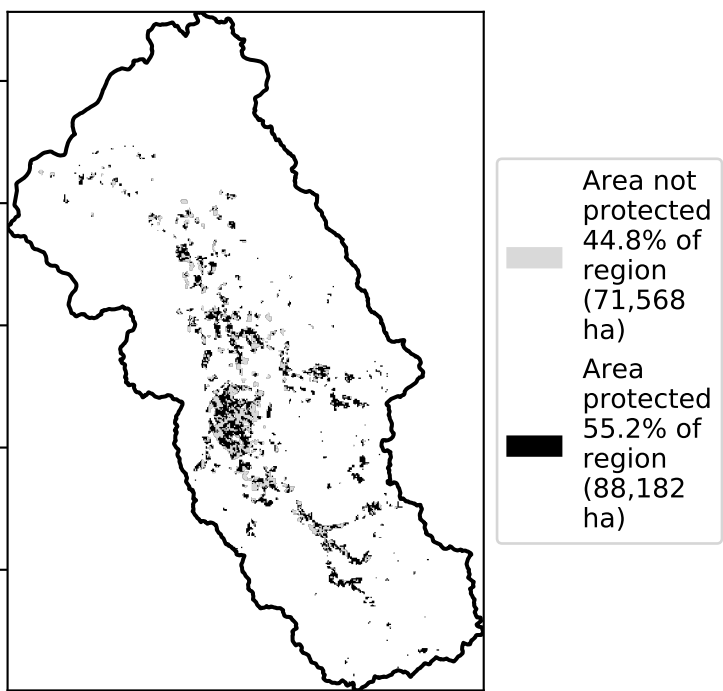 Area not
protected
44.8% of
region
(71,568
ha)
Area
protected
55.2% of
region
(88,182
ha)